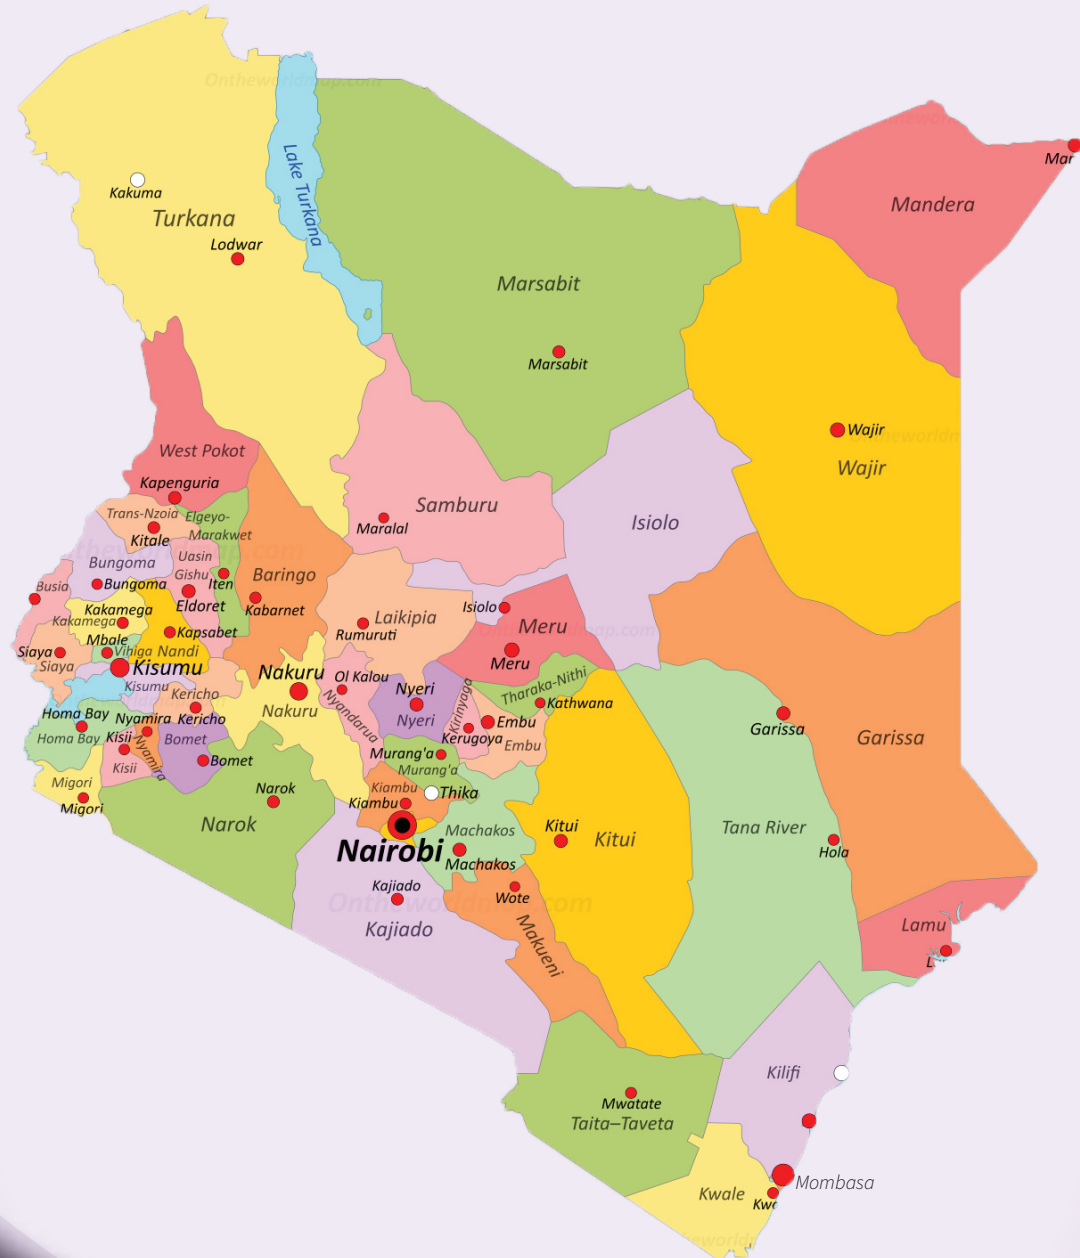 Ontheworldmap.com
Lake Turkana
Kakuma
Turkana
Lodwar
Mar
Mandera
Marsabit
Marsabit
Wajir
Wajir
West Pokot
Kapenguria
Samburu
Maralal
Isiolo
Trans-Nzoia
Kitale
Elgeyo-
Marakwet
Uasin
Gishu
Iten
Eldoret
Baringo
Kabarnet
Bungoma
Bungoma
Busia
Kakamega
Kakamega
Kapsabet
Mbale
Vihiga
Nandi
Siaya
Siaya
Kisumu
Kisumu
Laikipia
Rumuruti
Isiolo
Meru
Meru
Tharaka-Nithi
Kathwana
Nakuru
Nakuru
Ol Kalou
Nyandarua
Nyeri
Nyeri
Kirinyaga
Kerugoya
Embu
Embu
Kericho
Kericho
Homa Bay
Homa Bay
Nyamira
Nyamira
Kisii
Kisii
Bomet
Bomet
Migori
Migori
Murang'a
Murang'a
Narok
Narok
Kiambu
Kiambu
Thika
Nairobi
Machakos
Machakos
Kitui
Kitui
Garissa
Garissa
Tana River
Hola
Kajiado
Kajiado
Wote
Makueni
Ontheworldmap.com
Lamu
L.
Kilifi
Mwatate
Taita–Taveta
Mombasa
Kwale
Kwc